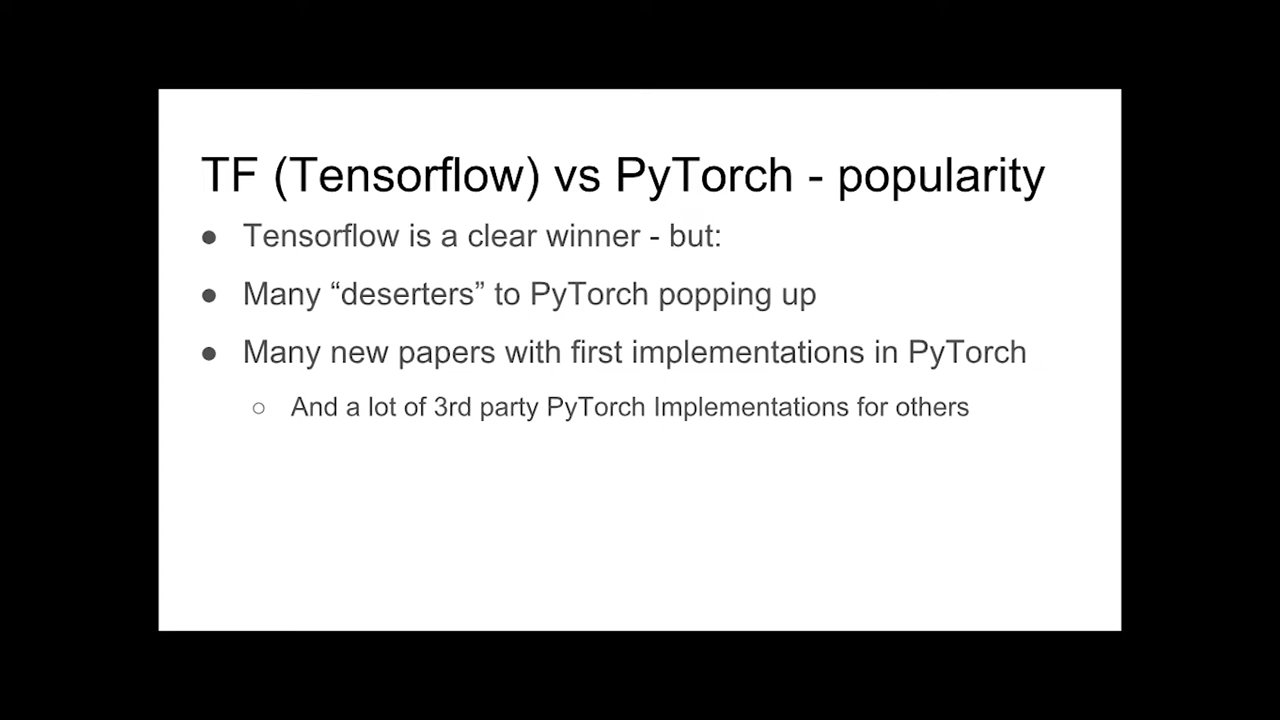 TF (Tensorflow) vs PyTorch - popularity
● Tensorflow is a clear winner - but:
● Many “deserters” to PyTorch popping up
● Many new papers with first implementations in PyTorch
○ And a lot of 3rd party PyTorch Implementations for others